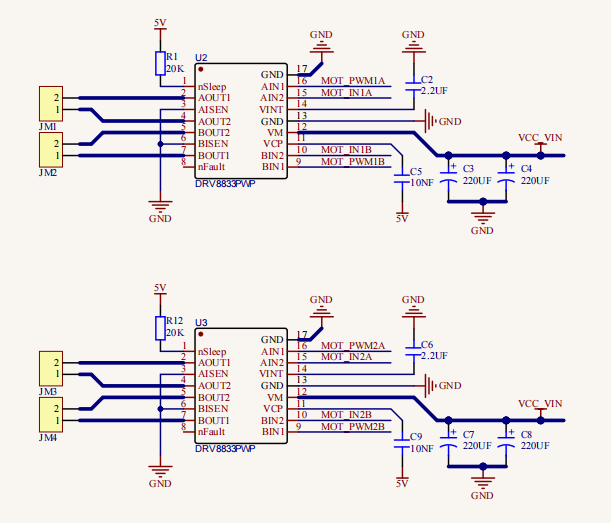 5V
GND
GND
R1
20K
U2
17
GND
1
nSleep
AIN1
16
MOT_PWM1A
C2
2.2UF
2
AOUT1
AIN2
15
MOT_IN1A
3
AISEN
VINT
14
4
AOUT2
GND
13
GND
5
BOUT2
VM
12
6
BISEN
VCP
11
7
BOUT1
BIN2
10
MOT_IN1B
8
nFault
BIN1
9
MOT_PWM1B
DRV8833PWP
2
1
JM1
2
1
JM2
GND
C5
10NF
5V
VCC_VIN
C3
220UF
C4
220UF
GND
5V
GND
GND
R12
20K
U3
17
GND
1
nSleep
AIN1
16
MOT_PWM2A
C6
2.2UF
2
AOUT1
AIN2
15
MOT_IN2A
3
AISEN
VINT
14
4
AOUT2
GND
13
GND
5
BOUT2
VM
12
6
BISEN
VCP
11
7
BOUT1
BIN2
10
MOT_IN2B
8
nFault
BIN1
9
MOT_PWM2B
DRV8833PWP
2
1
JM3
2
1
JM4
GND
C9
10NF
5V
VCC_VIN
C7
220UF
C8
220UF
GND